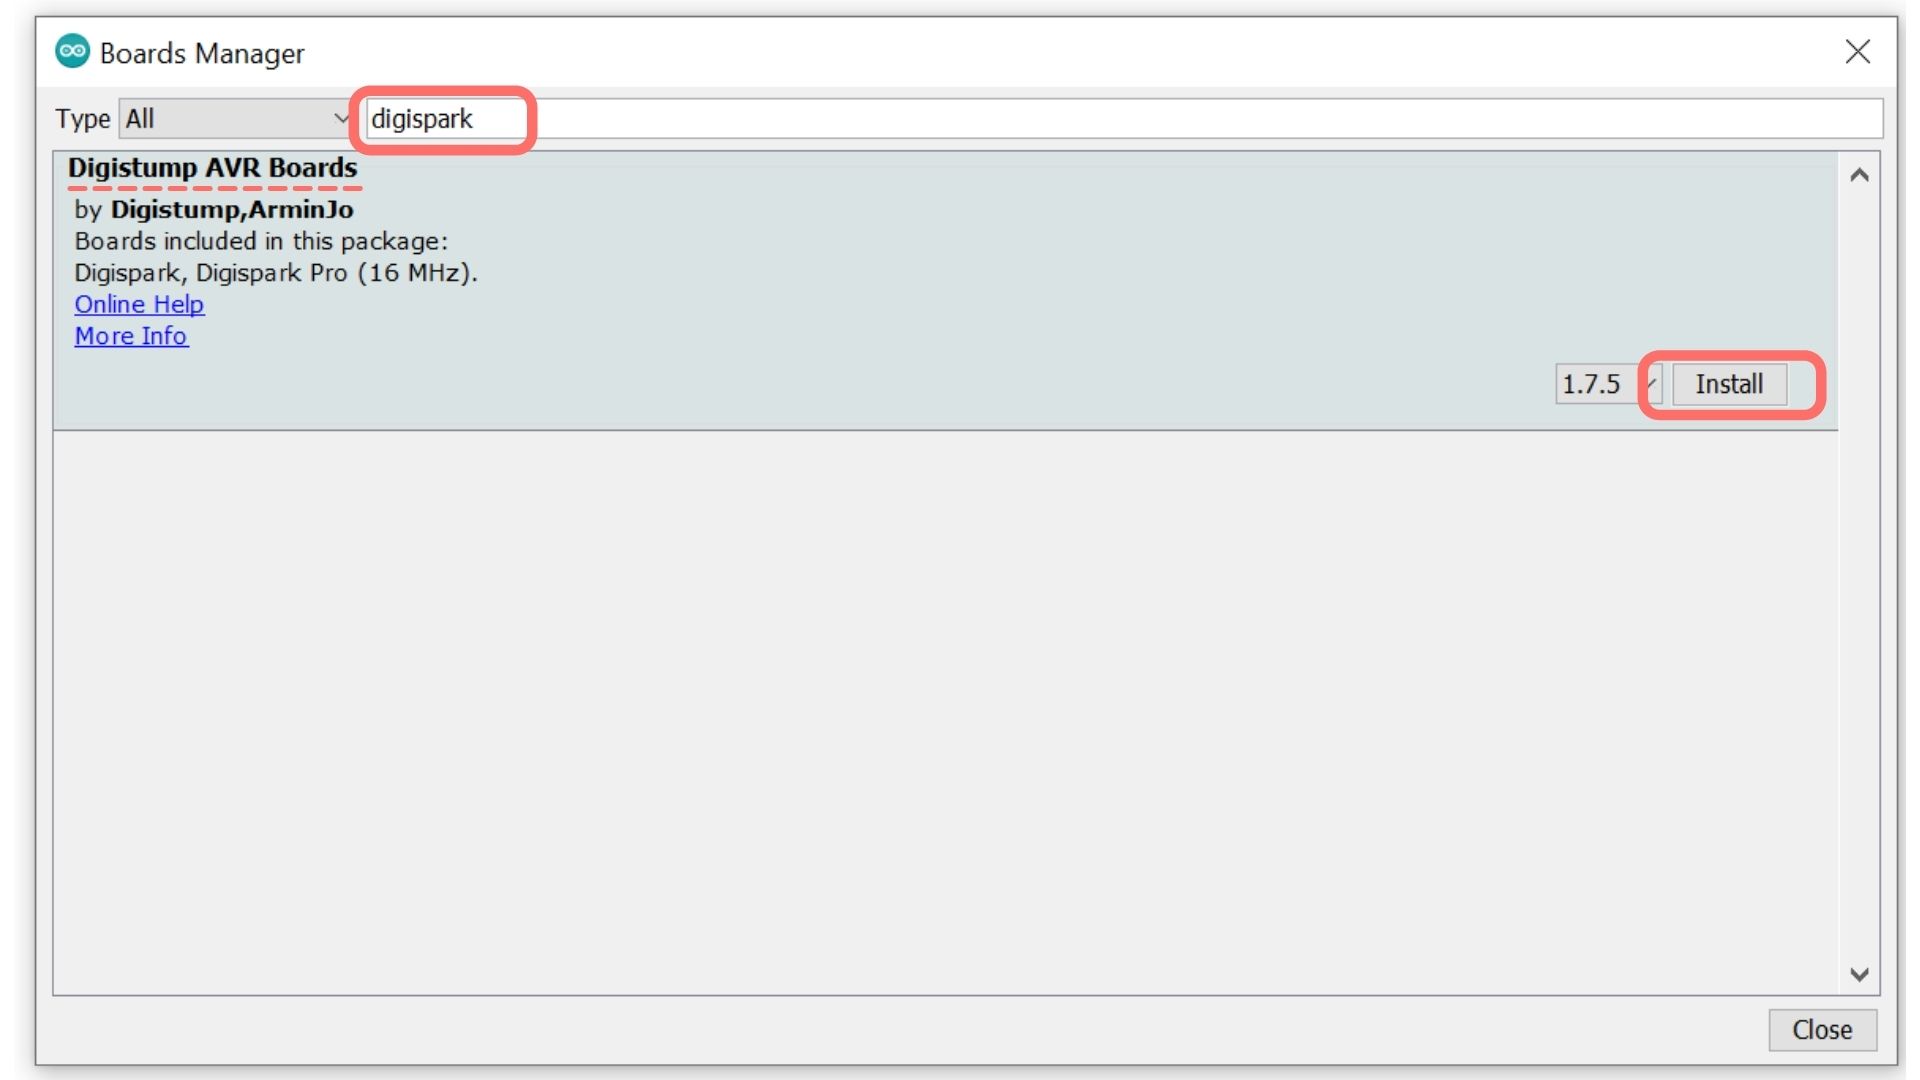 Boards Manager
Type All digispark
Digistump AVR Boards
by Digistump,ArminJo
Boards included in this package:
Digispark, Digispark Pro (16 MHz).
Online Help
More Info
1.7.5 Install
Close